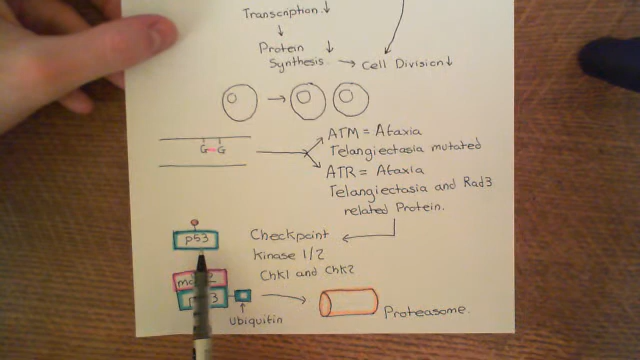 Transcription ↓
↓
Protein ↓
Synthesis → Cell Division ↓
G-G
ATM = Ataxia
Telangiectasia mutated
ATR = Ataxia
Telangiectasia and Rad3
related Protein.
p53
Checkpoint
kinase 1/2
Chk1 and Chk2
Ubiquitin
Proteasome.